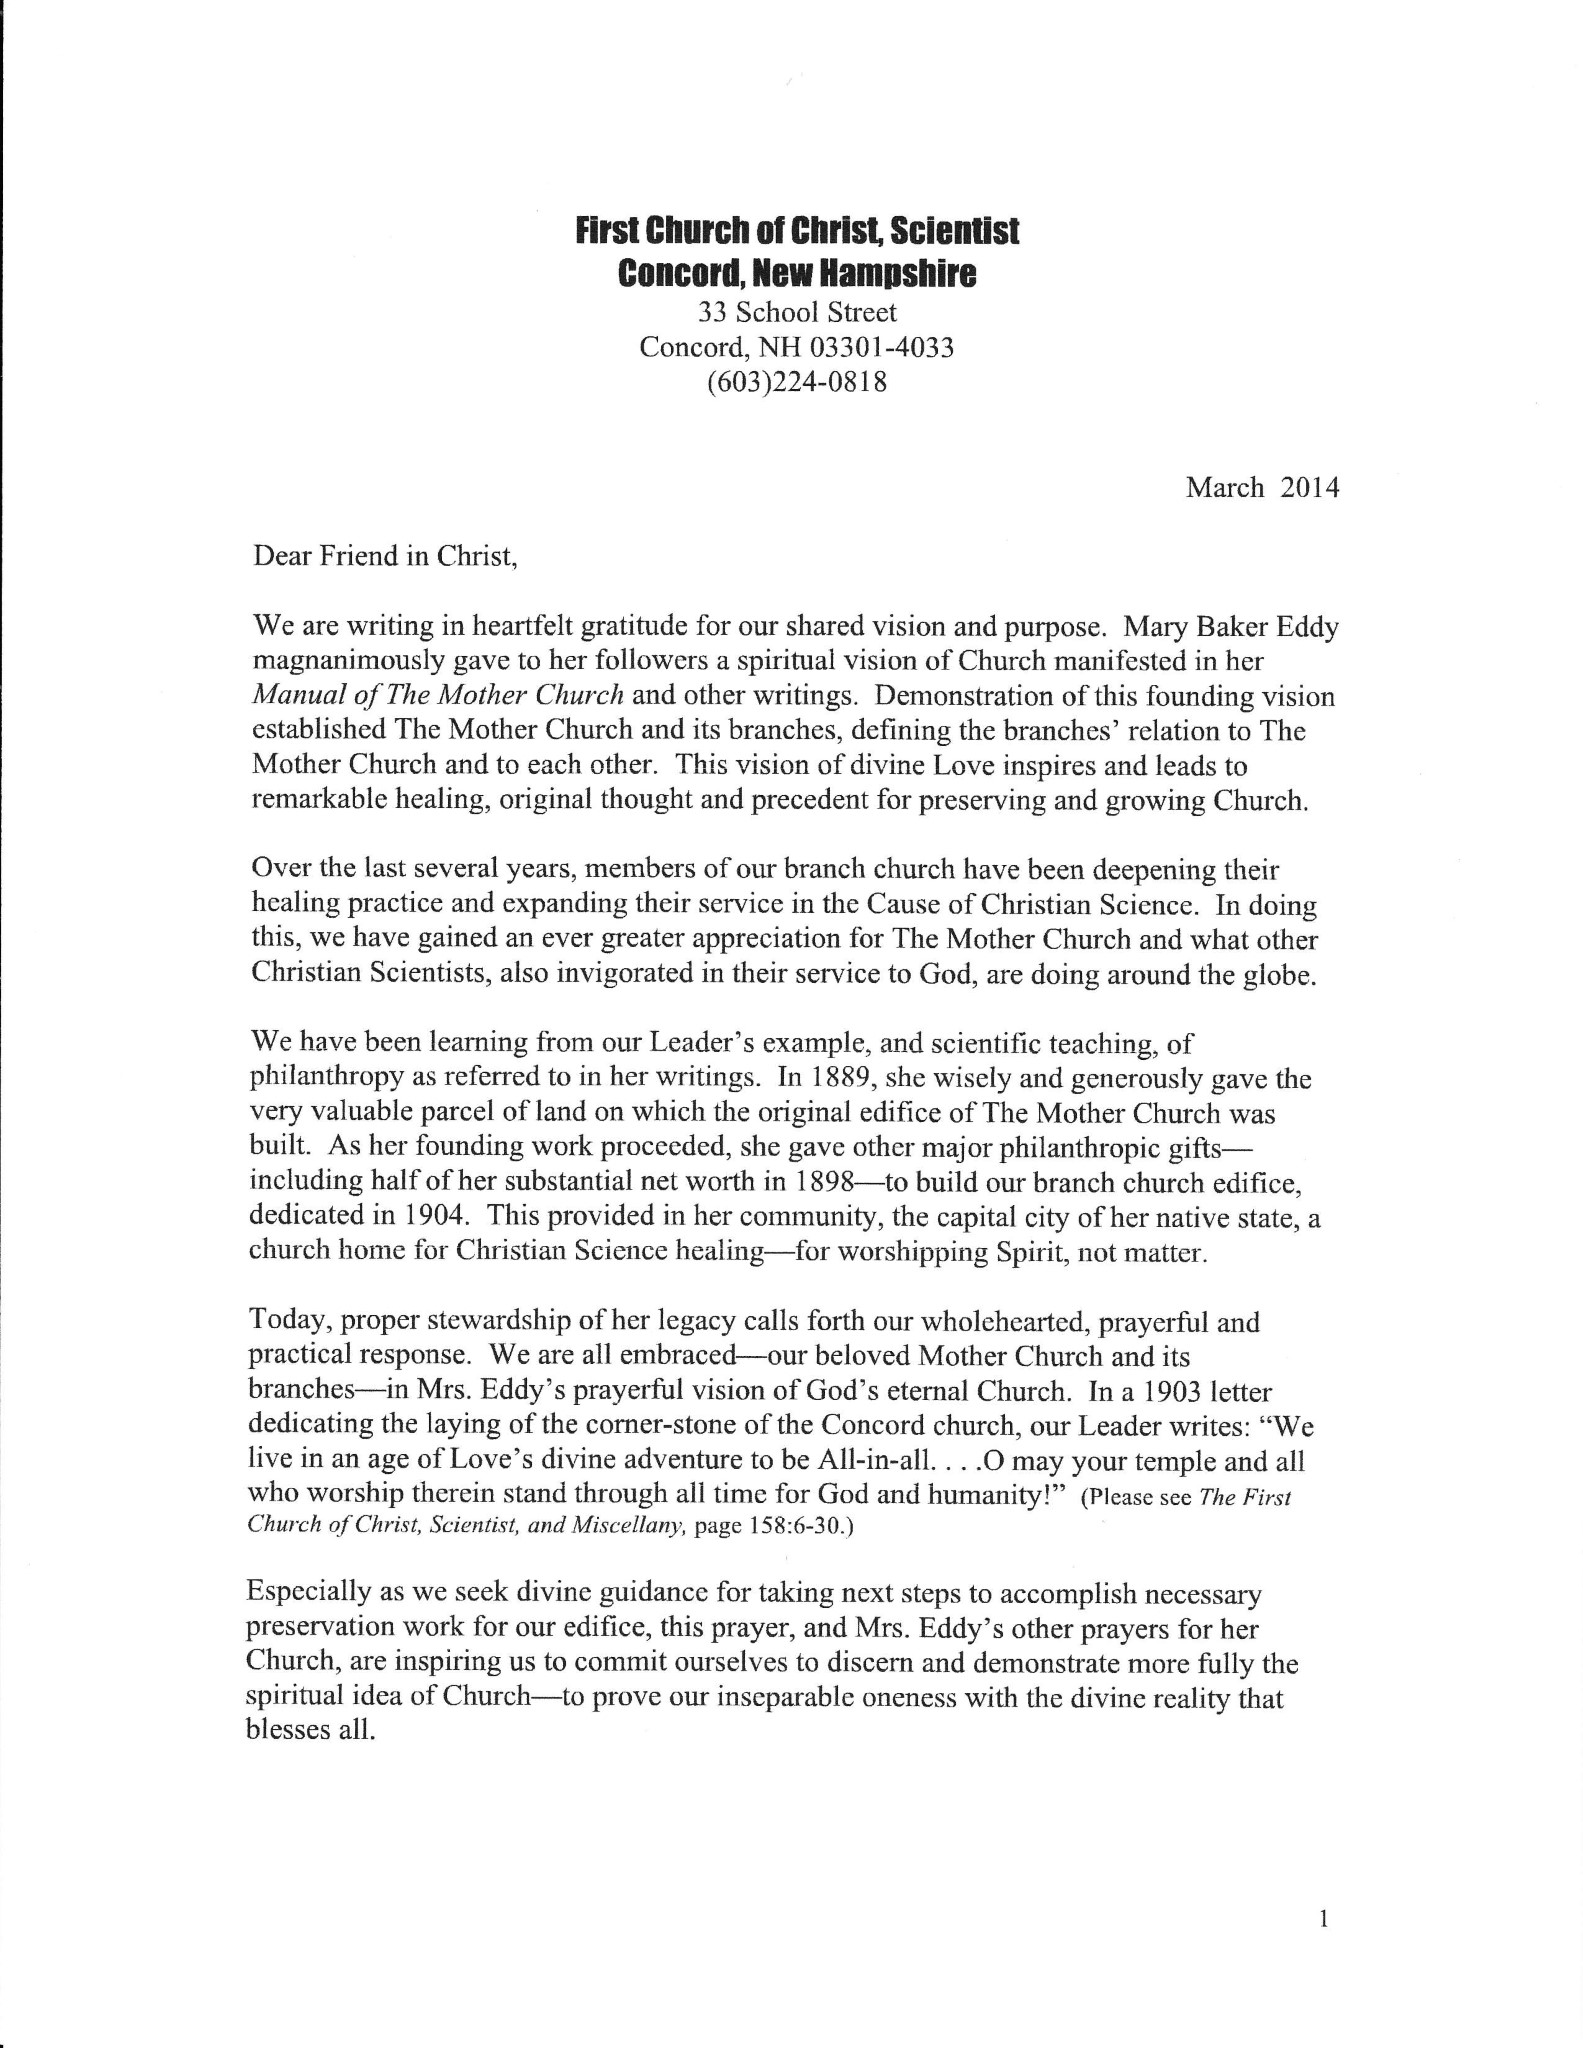 First Church of Christ, Scientist
Concord, New Hampshire
33 School Street
Concord, NH 03301-4033
(603)224-0818
March 2014
Dear Friend in Christ,
We are writing in heartfelt gratitude for our shared vision and purpose. Mary Baker Eddy
magnanimously gave to her followers a spiritual vision of Church manifested in her
Manual of The Mother Church and other writings. Demonstration of this founding vision
established The Mother Church and its branches, defining the branches' relation to The
Mother Church and to each other. This vision of divine Love inspires and leads to
remarkable healing, original thought and precedent for preserving and growing Church.
Over the last several years, members of our branch church have been deepening their
healing practice and expanding their service in the Cause of Christian Science. In doing
this, we have gained an ever greater appreciation for The Mother Church and what other
Christian Scientists, also invigorated in their service to God, are doing around the globe.
We have been learning from our Leader's example, and scientific teaching, of
philanthropy as referred to in her writings. In 1889, she wisely and generously gave the
very valuable parcel of land on which the original edifice of The Mother Church was
built. As her founding work proceeded, she gave other major philanthropic gifts—
including half of her substantial net worth in 1898—to build our branch church edifice,
dedicated in 1904. This provided in her community, the capital city of her native state, a
church home for Christian Science healing—for worshipping Spirit, not matter.
Today, proper stewardship of her legacy calls forth our wholehearted, prayerful and
practical response. We are all embraced—our beloved Mother Church and its
branches—in Mrs. Eddy's prayerful vision of God's eternal Church. In a 1903 letter
dedicating the laying of the corner-stone of the Concord church, our Leader writes: "We
live in an age of Love's divine adventure to be All-in-all. . . .O may your temple and all
who worship therein stand through all time for God and humanity!" (Please see The First
Church of Christ, Scientist, and Miscellany, page 158:6-30.)
Especially as we seek divine guidance for taking next steps to accomplish necessary
preservation work for our edifice, this prayer, and Mrs. Eddy's other prayers for her
Church, are inspiring us to commit ourselves to discern and demonstrate more fully the
spiritual idea of Church—to prove our inseparable oneness with the divine reality that
blesses all.
1